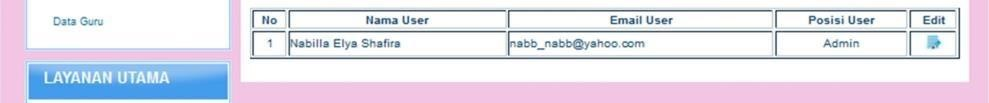 Data Guru
LAYANAN UTAMA
No Nama User Email User Posisi User Edit
1 Nabilla Elya Shafira nabb_nabb@yahoo.com Admin